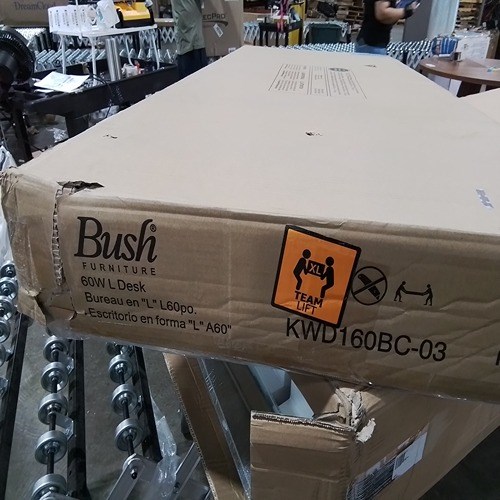 Bush®
FURNITURE
60W L Desk
Bureau en "L" L60po.
Escritorio en forma "L" A60"
XL
TEAM
LIFT
KWD160BC-03